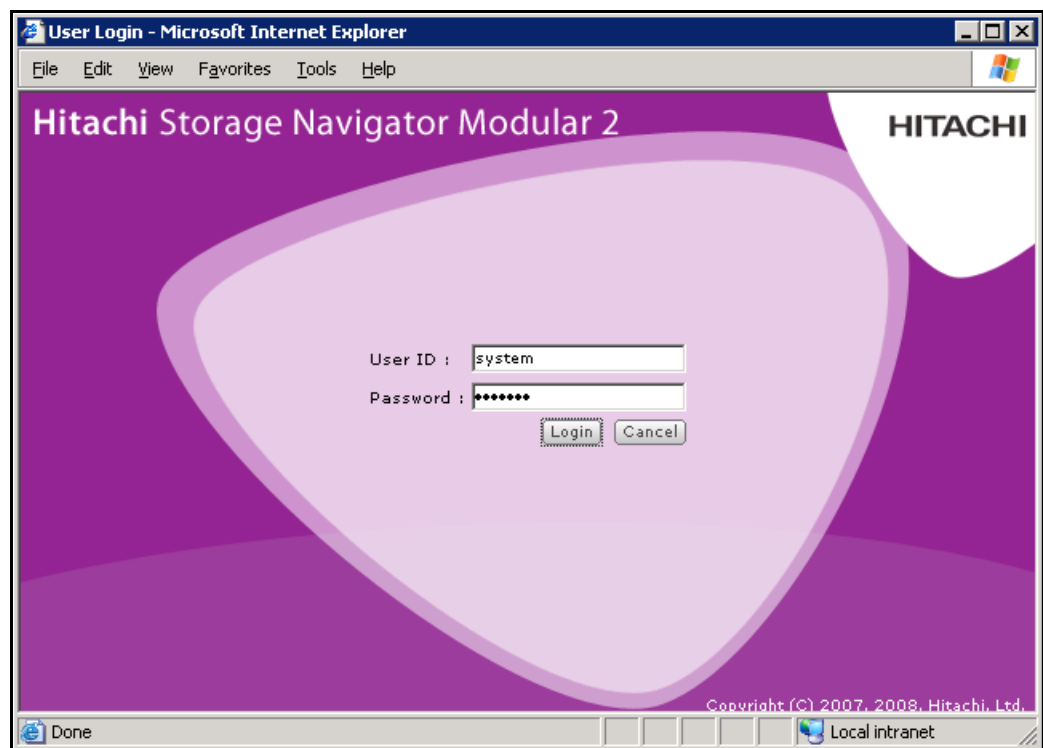 User Login - Microsoft Internet Explorer
File Edit View Favorites Tools Help
Hitachi Storage Navigator Modular 2
HITACHI
User ID : system
Password : •••••••
Login Cancel
Copyright (C) 2007, 2008, Hitachi, Ltd.
Done Local intranet